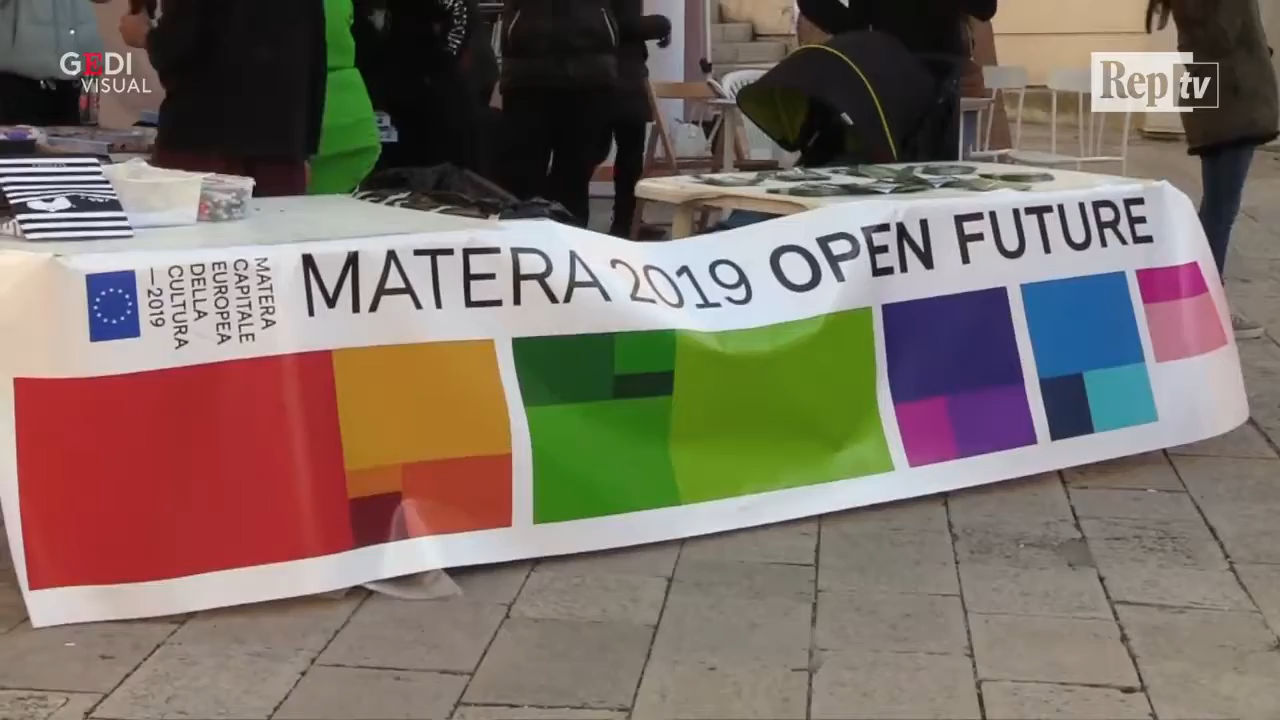 GEDI
VISUAL
Rep tv
MATERA
CAPITALE
EUROPEA
DELLA
CULTURA
—2019
MATERA 2019 OPEN FUTURE